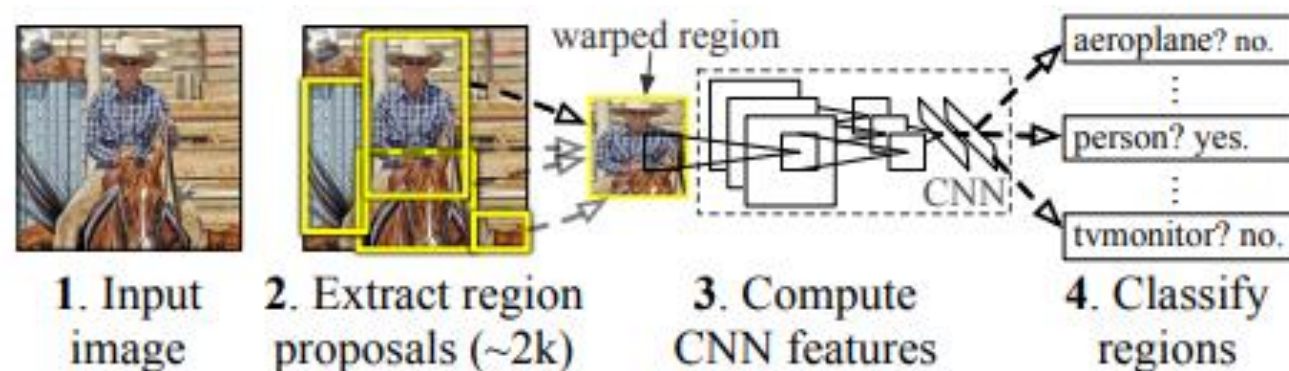 warped region
aeroplane? no.
⋮
person? yes.
CNN
⋮
tvmonitor? no.
1. Input
image
2. Extract region
proposals (~2k)
3. Compute
CNN features
4. Classify
regions